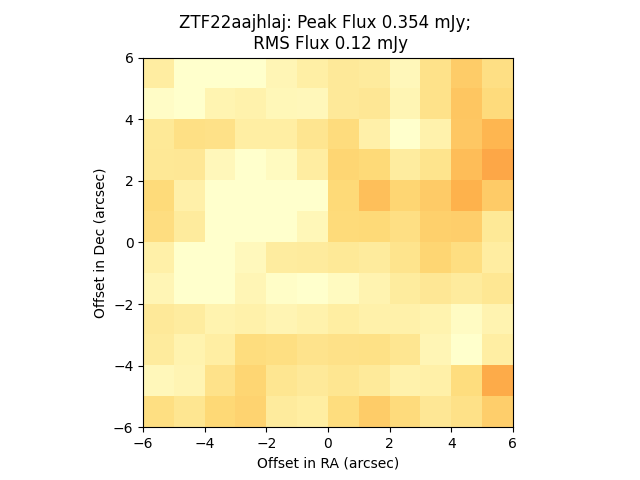 ZTF22aajhlaj: Peak Flux 0.354 mJy;
RMS Flux 0.12 mJy
6
4
2
0
−2
−4
−6
Offset in Dec (arcsec)
−6 −4 −2 0 2 4 6
Offset in RA (arcsec)